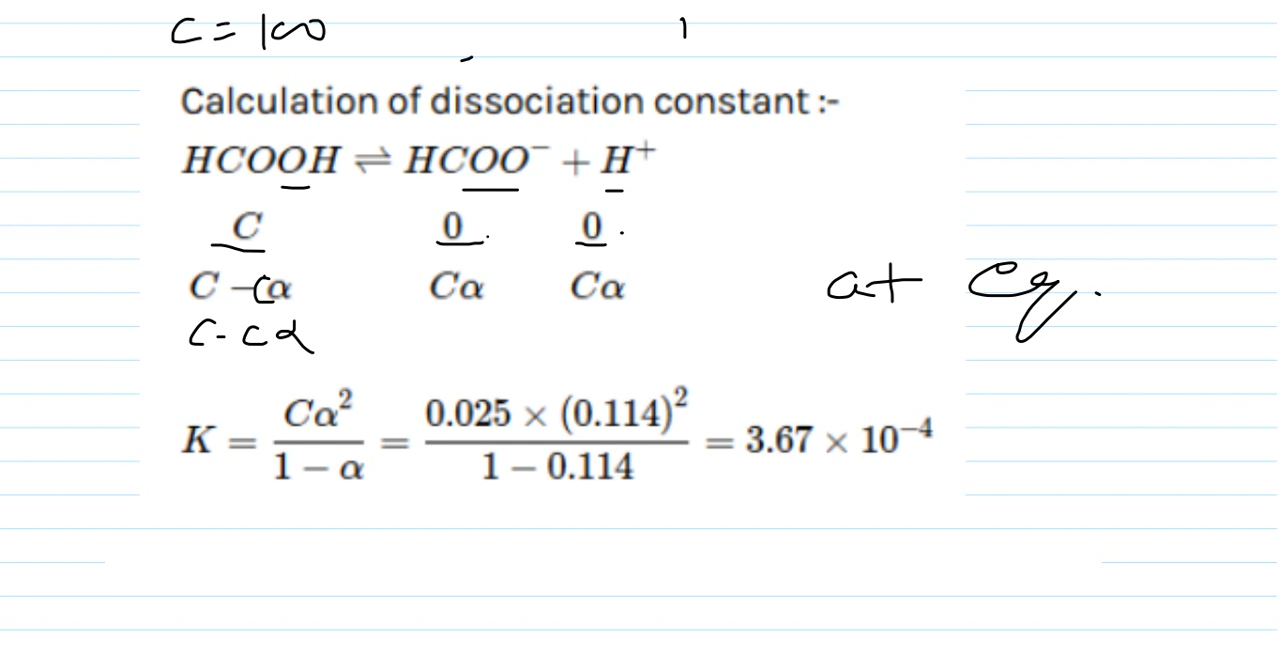 C = 100 1
Calculation of dissociation constant :-
HCOOH ⇌ HCOO⁻ + H⁺
C 0 0
C - Cα Cα Cα at eq.
C - Cα
K = Cα²/(1 − α) = 0.025 × (0.114)²/(1 − 0.114) = 3.67 × 10⁻⁴